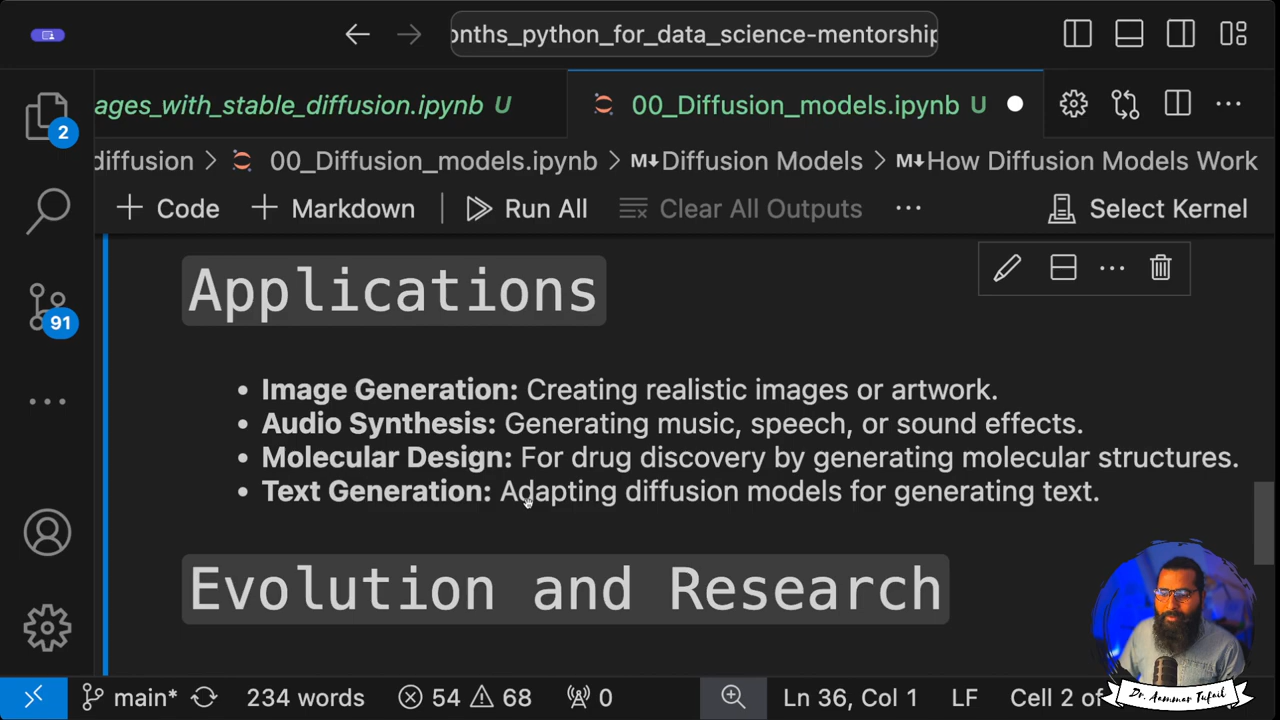 onths_python_for_data_science-mentorship
ages_with_stable_diffusion.ipynb U
00_Diffusion_models.ipynb U
diffusion > 00_Diffusion_models.ipynb > M↓Diffusion Models > M↓How Diffusion Models Work
+ Code + Markdown Run All Clear All Outputs ... Select Kernel
2
91
Applications
• Image Generation: Creating realistic images or artwork.
• Audio Synthesis: Generating music, speech, or sound effects.
• Molecular Design: For drug discovery by generating molecular structures.
• Text Generation: Adapting diffusion models for generating text.
Evolution and Research
main* 234 words 54 68 0 Ln 36, Col 1 LF Cell 2 of
Dr. Aammar Tufail